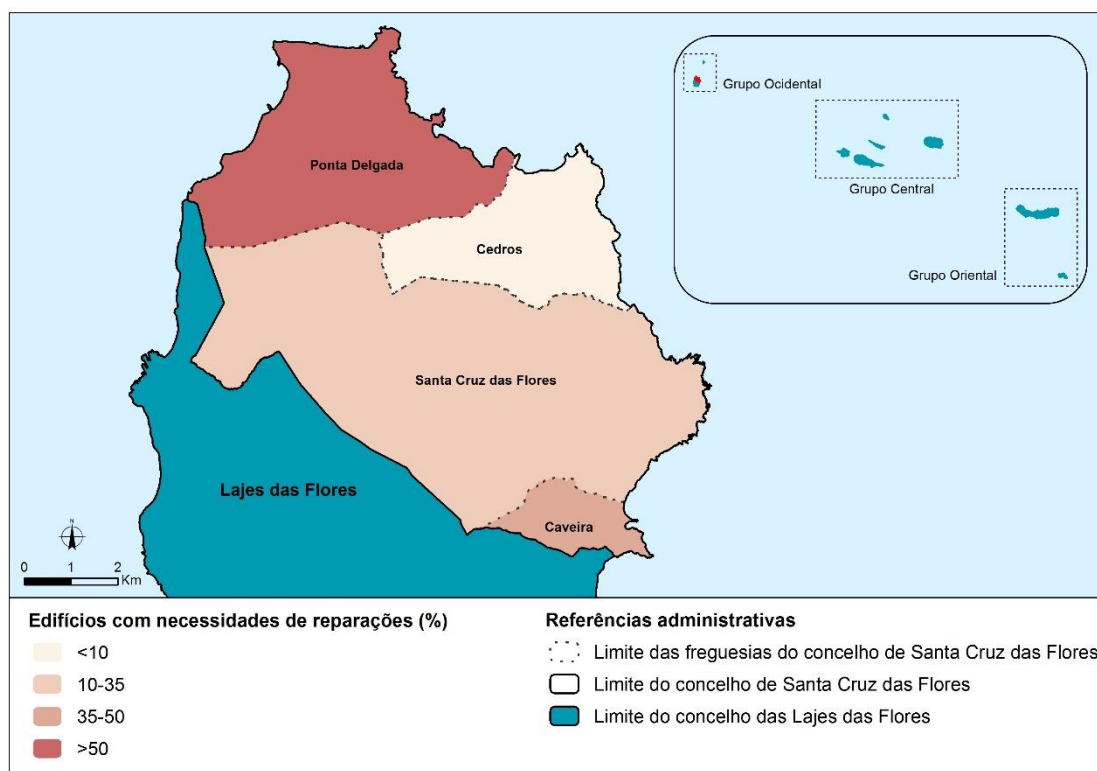 Grupo Ocidental
Grupo Central
Grupo Oriental
Ponta Delgada
Cedros
Santa Cruz das Flores
Lajes das Flores
Caveira
N
0 1 2
Km
Edifícios com necessidades de reparações (%)
<10
10-35
35-50
>50
Referências administrativas
Limite das freguesias do concelho de Santa Cruz das Flores
Limite do concelho de Santa Cruz das Flores
Limite do concelho das Lajes das Flores